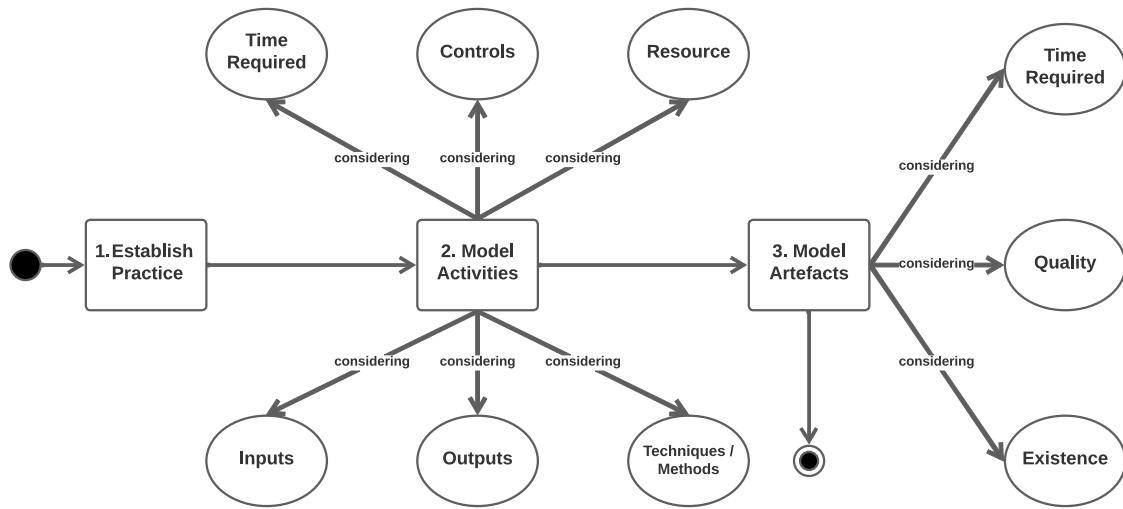 Time
Required
Controls
Resource
Time
Required
considering
considering
considering
considering
1. Establish
Practice
2. Model
Activities
3. Model
Artefacts
considering
Quality
considering
considering
considering
considering
Inputs
Outputs
Techniques /
Methods
Existence